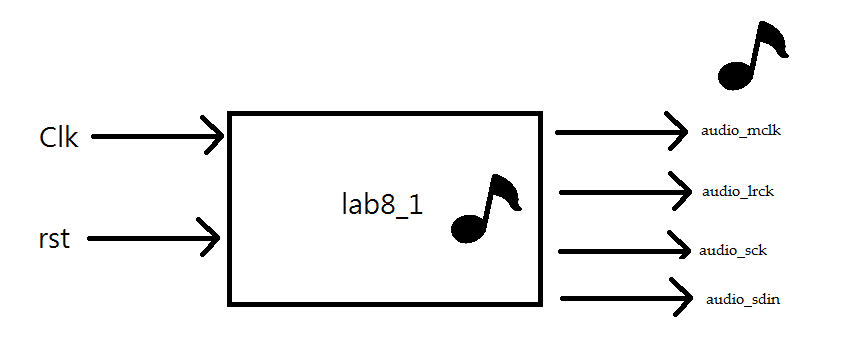 Clk
rst
lab8_1
audio_mclk
audio_lrck
audio_sck
audio_sdin